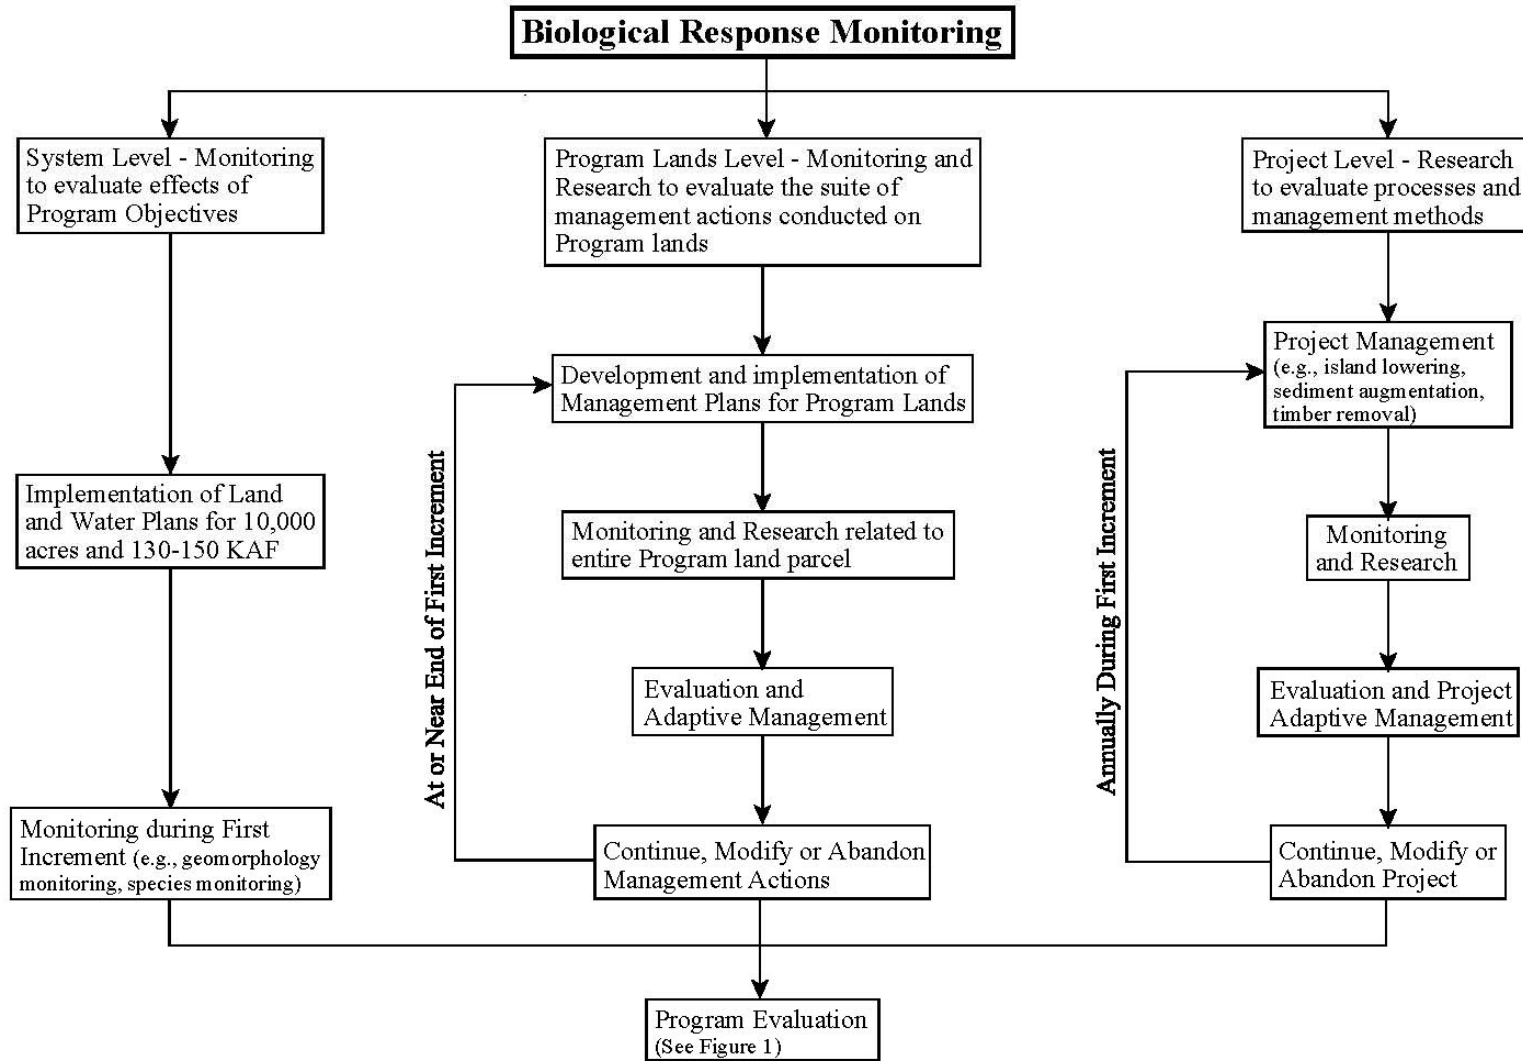 Biological Response Monitoring
System Level - Monitoring
to evaluate effects of
Program Objectives
Program Lands Level - Monitoring and
Research to evaluate the suite of
management actions conducted on
Program lands
Project Level - Research
to evaluate processes and
management methods
Implementation of Land
and Water Plans for 10,000
acres and 130-150 KAF
Monitoring during First
Increment (e.g., geomorphology
monitoring, species monitoring)
At or Near End of First Increment
Development and implementation of
Management Plans for Program Lands
Monitoring and Research related to
entire Program land parcel
Evaluation and
Adaptive Management
Continue, Modify or Abandon
Management Actions
Annually During First Increment
Project Management
(e.g., island lowering,
sediment augmentation,
timber removal)
Monitoring
and Research
Evaluation and Project
Adaptive Management
Continue, Modify or
Abandon Project
Program Evaluation
(See Figure 1)